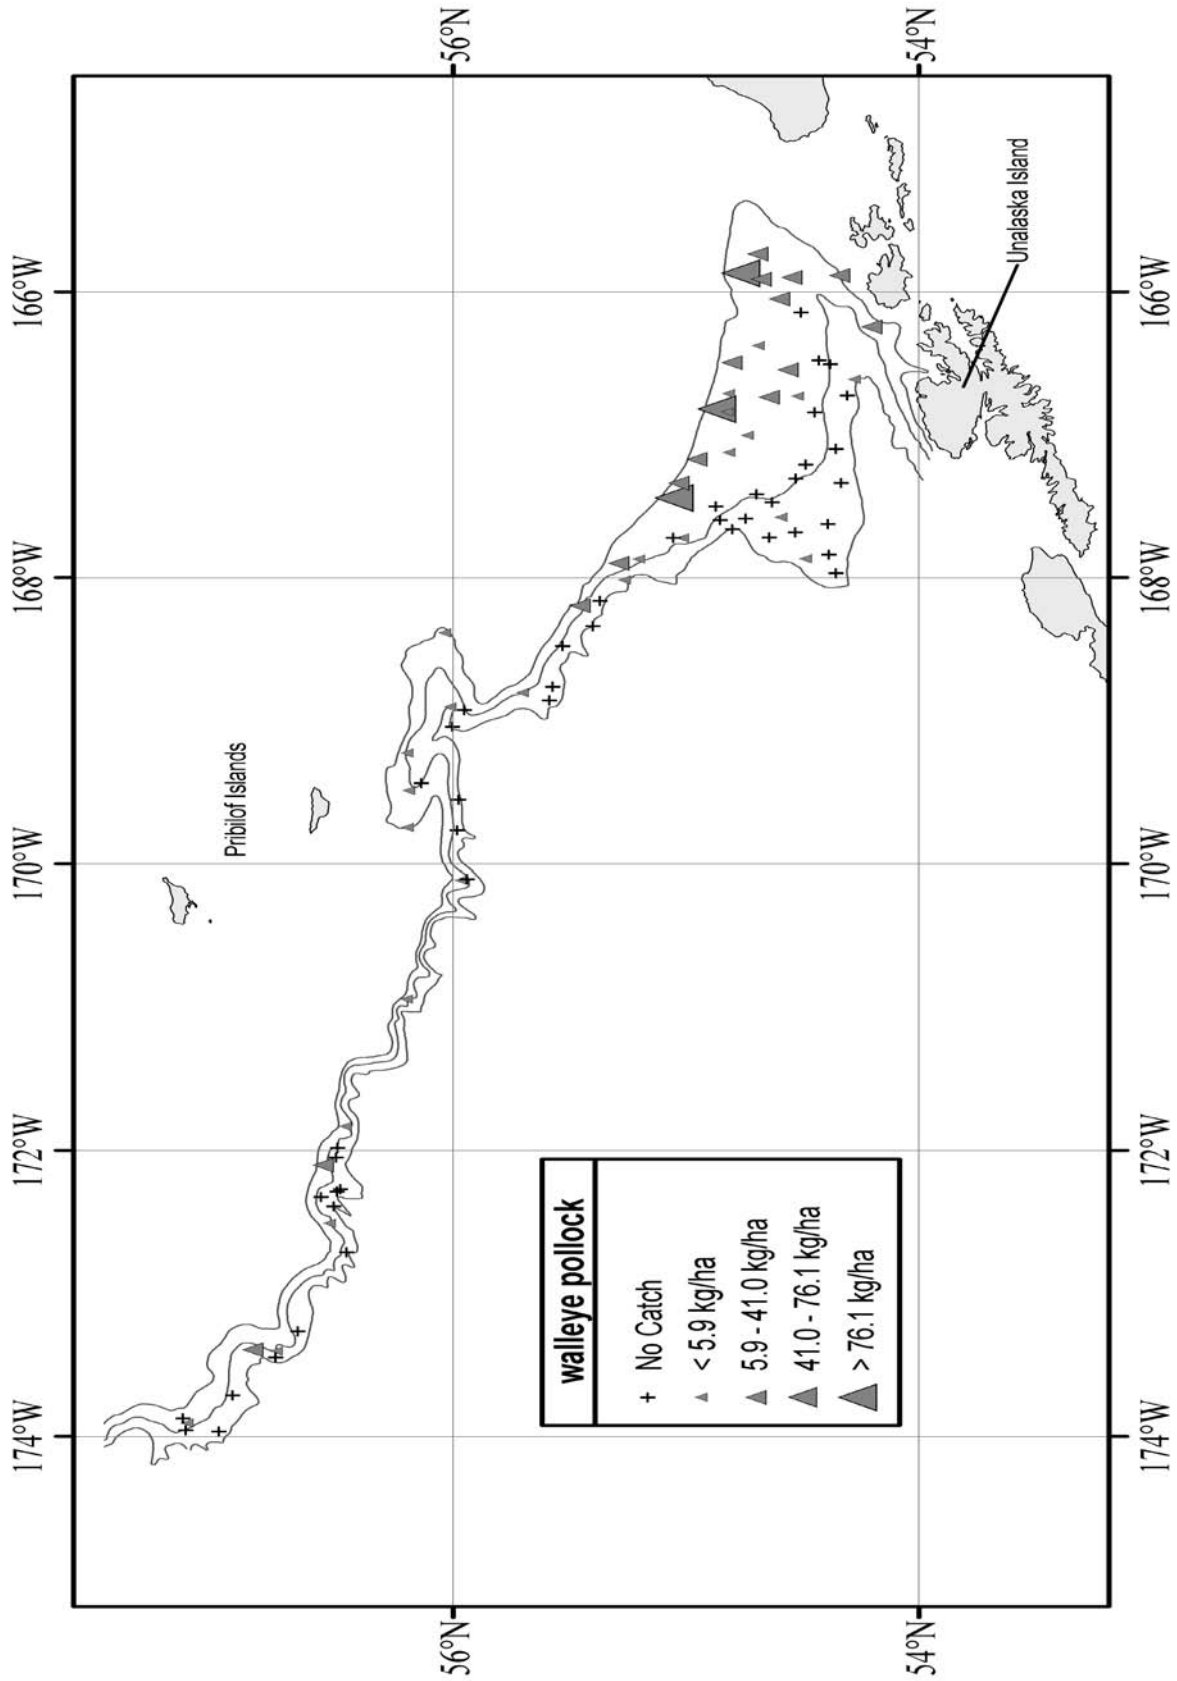 174°W
172°W
170°W
168°W
166°W
56°N
56°N
54°N
54°N
Pribilof Islands
Unalaska Island
walleye pollock
No Catch
< 5.9 kg/ha
5.9 - 41.0 kg/ha
41.0 - 76.1 kg/ha
> 76.1 kg/ha
174°W
172°W
170°W
168°W
166°W